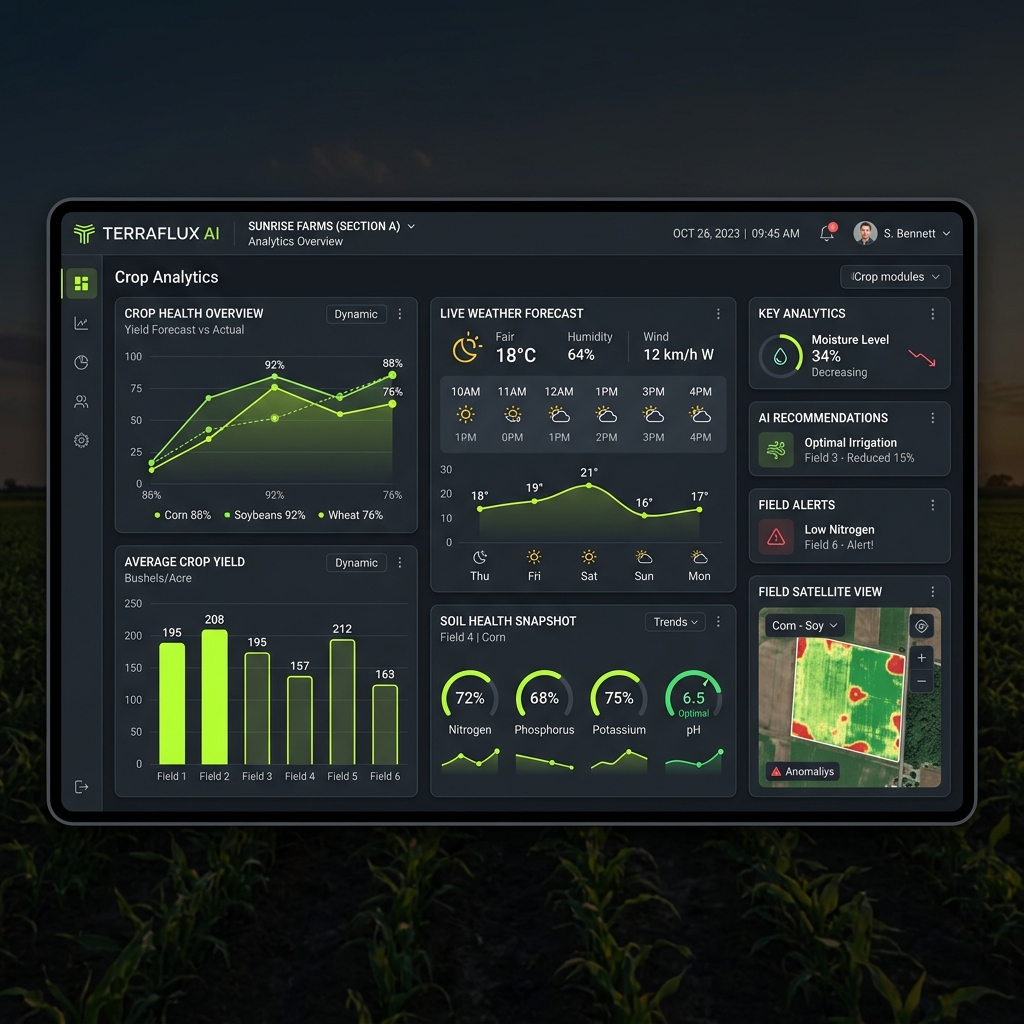 TERRAFLUX AI
SUNRISE FARMS (SECTION A)
Analytics Overview
OCT 26, 2023 | 09:45 AM
S. Bennett
Crop Analytics
Crop modules
CROP HEALTH OVERVIEW
Yield Forecast vs Actual
Dynamic
100
75
50
25
0
92%
88%
76%
86%
92%
76%
Corn 88%
Soybeans 92%
Wheat 76%
AVERAGE CROP YIELD
Bushels/Acre
Dynamic
250
200
150
100
50
0
195
208
195
157
212
163
Field 1
Field 2
Field 3
Field 4
Field 5
Field 6
LIVE WEATHER FORECAST
Fair
18°C
Humidity
64%
Wind
12 km/h W
10AM 11AM 12AM 1PM 3PM 4PM
1PM 0PM 1PM 2PM 3PM 4PM
30
20
10
0
18°
19°
21°
16°
17°
Thu
Fri
Sat
Sun
Mon
SOIL HEALTH SNAPSHOT
Field 4 | Corn
Trends
72%
68%
75%
6.5
Optimal
Nitrogen
Phosphorus
Potassium
pH
KEY ANALYTICS
Moisture Level
34%
Decreasing
AI RECOMMENDATIONS
Optimal Irrigation
Field 3 - Reduced 15%
FIELD ALERTS
Low Nitrogen
Field 6 - Alert!
FIELD SATELLITE VIEW
Corn - Soy
+
−
Anomaliys